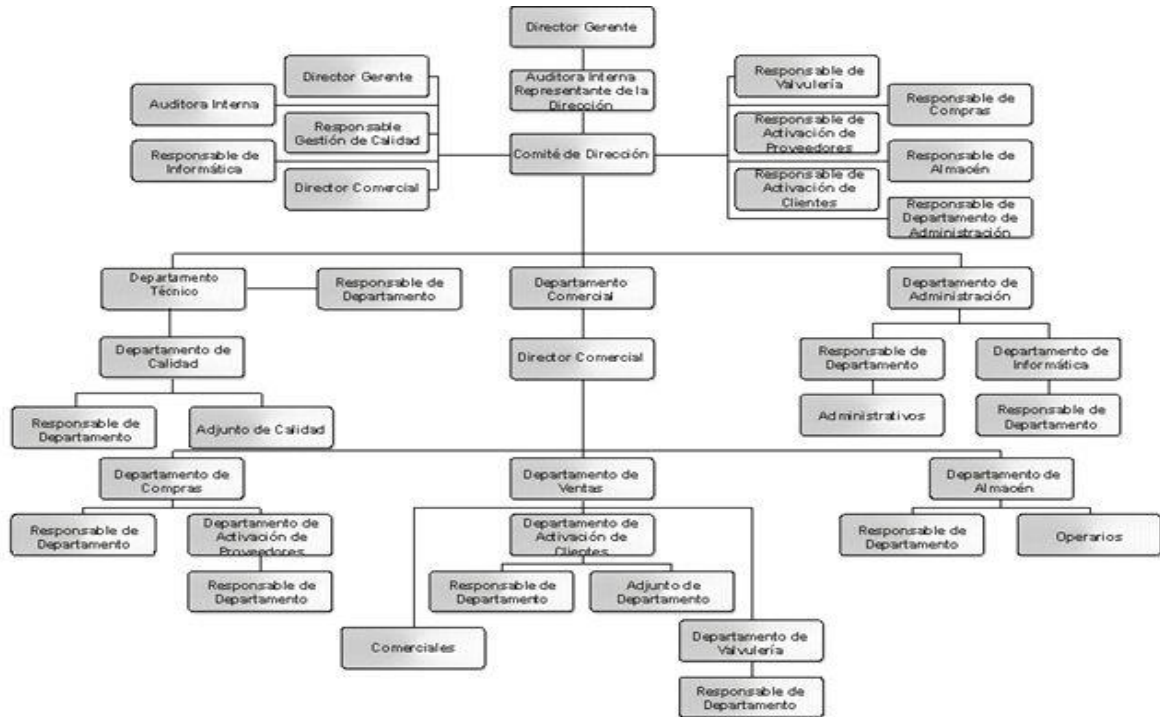 Director Gerente
Director Gerente
Auditora Interna
Representante de la
Dirección
Responsable de
Valvulería
Auditora Interna
Responsable de
Compras
Responsable
Gestión de Calidad
Responsable
de Activación de
Proveedores
Responsable de
Informática
Comité de Dirección
Responsable de
Almacén
Director Comercial
Responsable de
Activación de
Clientes
Responsable de
Departamento de
Administración
Departamento
Técnico
Responsable de
Departamento
Departamento
Comercial
Departamento de
Administración
Departamento de
Calidad
Director Comercial
Responsable de
Departamento
Departamento de
Informática
Responsable de
Departamento
Adjunto de Calidad
Administrativos
Responsable de
Departamento
Departamento de
Compras
Departamento de
Ventas
Departamento de
Almacén
Responsable de
Departamento
Departamento de
Activación de
Proveedores
Departamento de
Activación de
Clientes
Responsable de
Departamento
Operarios
Responsable de
Departamento
Responsable de
Departamento
Adjunto de
Departamento
Comerciales
Departamento de
Valvulería
Responsable de
Departamento